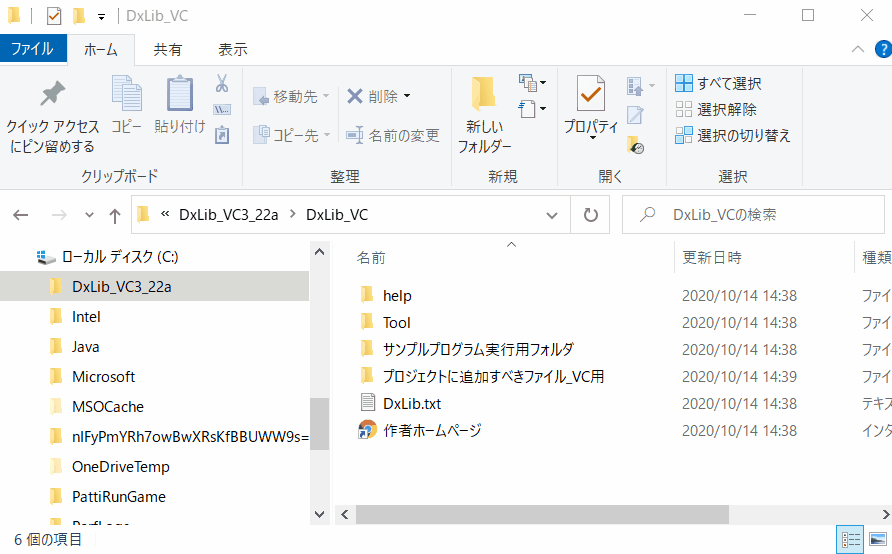 DxLib_VC
ファイル ホーム 共有 表示
クイック アクセス
にピン留めする
コピー
貼り付け
移動先
コピー先
削除
名前の変更
新しい
フォルダー
プロパティ
すべて選択
選択解除
選択の切り替え
クリップボード 整理 新規 開く 選択
« DxLib_VC3_22a > DxLib_VC
DxLib_VCの検索
ローカル ディスク (C:)
DxLib_VC3_22a
Intel
Java
Microsoft
MSOCache
nIFyPmYRh7owBwXRsKfBBUWW9s=
OneDriveTemp
PattiRunGame
PerfLogs
名前 更新日時 種類
help 2020/10/14 14:38 ファイ
Tool 2020/10/14 14:38 ファイ
サンプルプログラム実行用フォルダ 2020/10/14 14:38 ファイ
プロジェクトに追加すべきファイル_VC用 2020/10/14 14:39 ファイ
DxLib.txt 2020/10/14 14:38 テキス
作者ホームページ 2020/10/14 14:38 インタ
6 個の項目